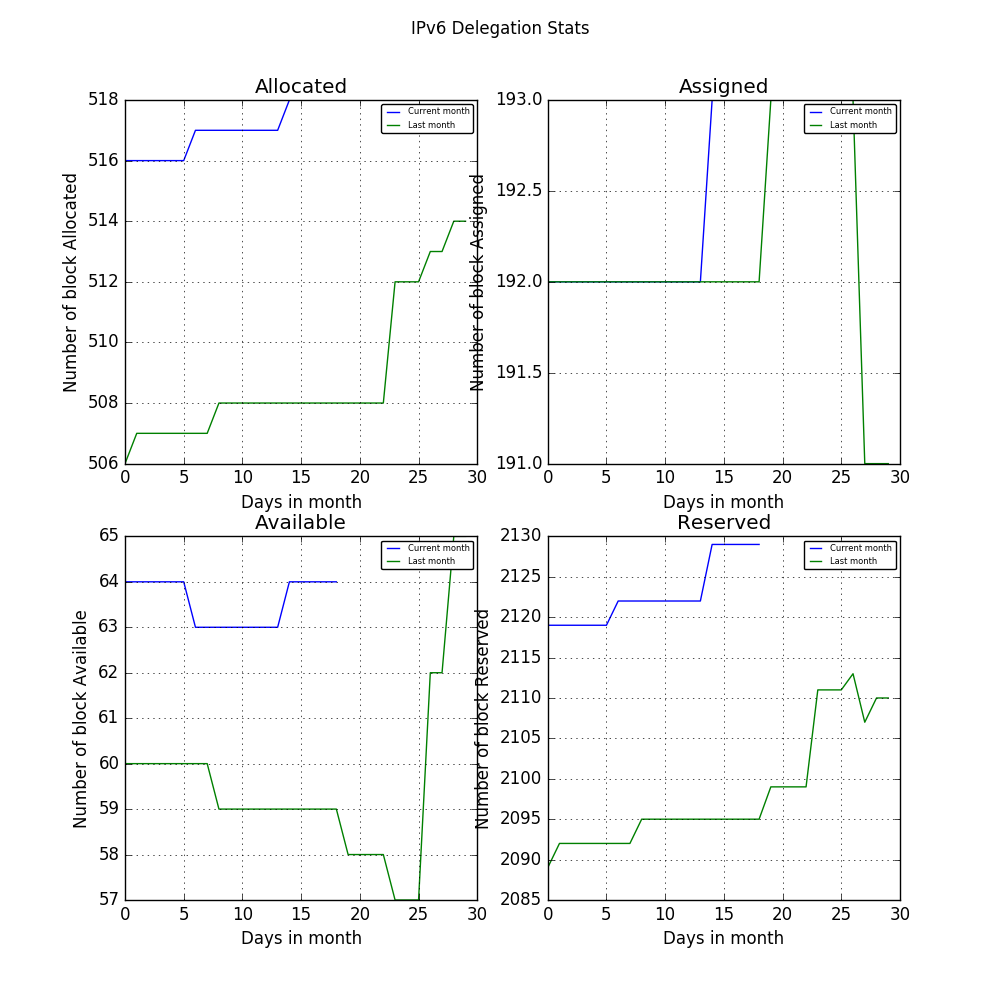 IPv6 Delegation Stats
Allocated
Number of block Allocated
518
516
514
512
510
508
506
0 5 10 15 20 25 30
Days in month
Current month
Last month
Assigned
Number of block Assigned
193.0
192.5
192.0
191.5
191.0
0 5 10 15 20 25 30
Days in month
Current month
Last month
Available
Number of block Available
65
64
63
62
61
60
59
58
57
0 5 10 15 20 25 30
Days in month
Current month
Last month
Reserved
Number of block Reserved
2130
2125
2120
2115
2110
2105
2100
2095
2090
2085
0 5 10 15 20 25 30
Days in month
Current month
Last month